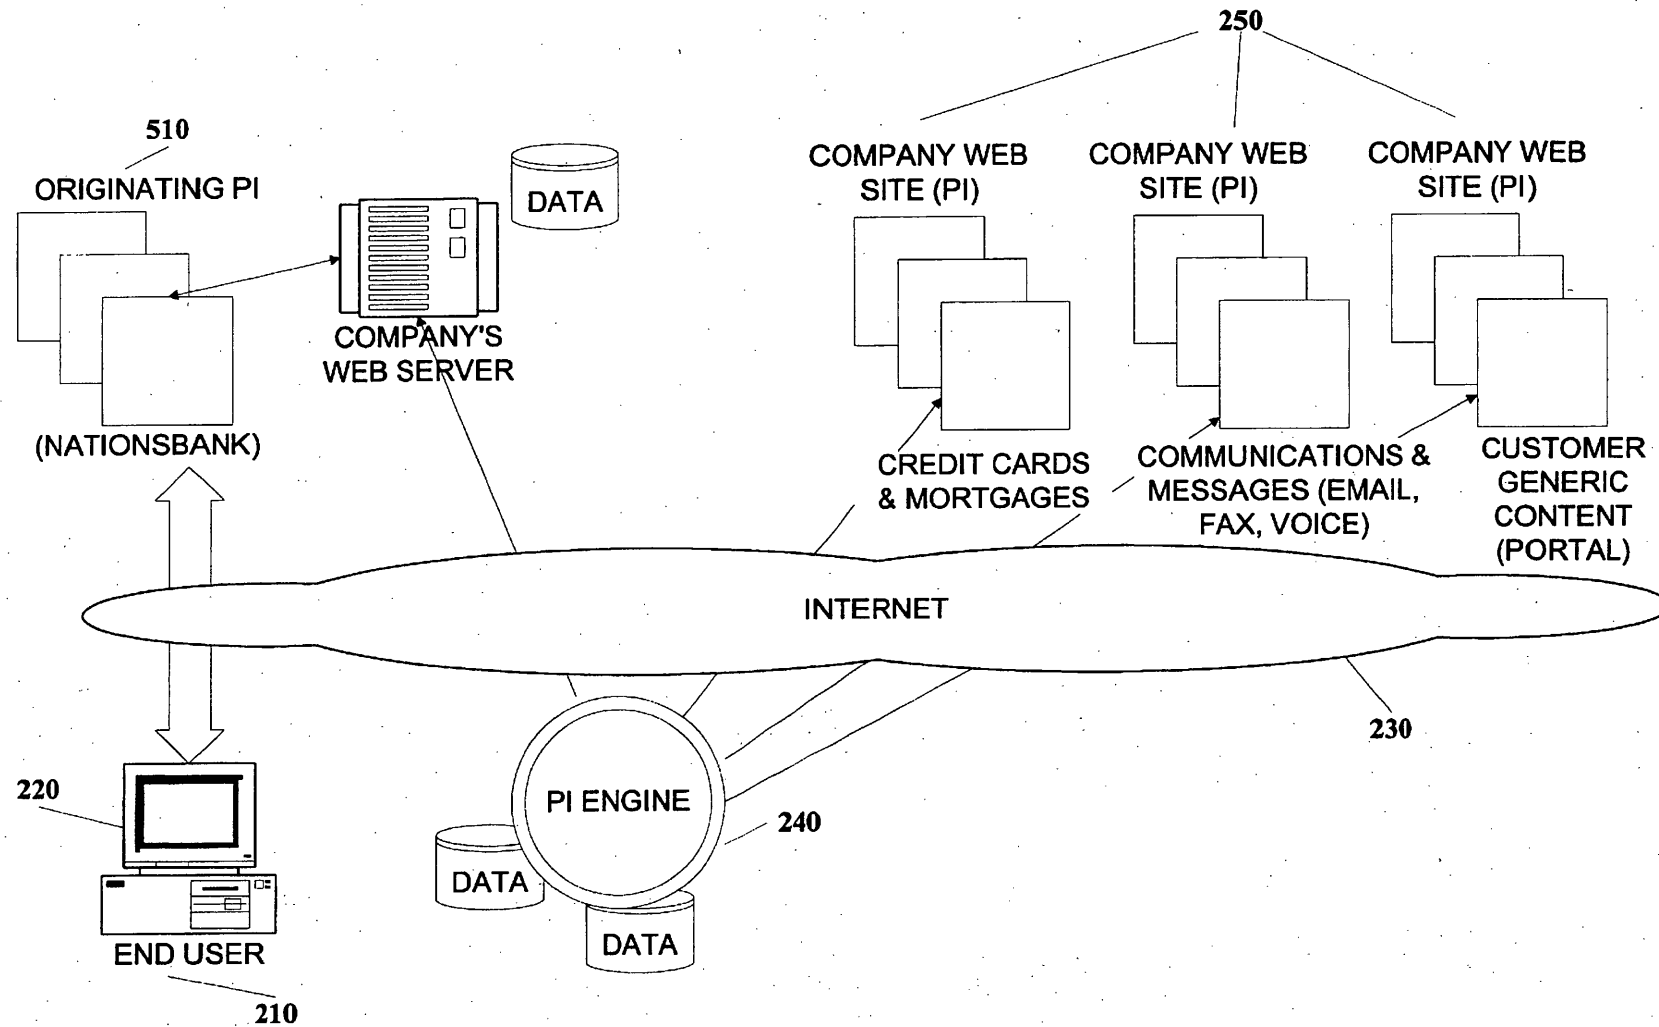 250
510
ORIGINATING PI
DATA
COMPANY WEB
SITE (PI)
COMPANY WEB
SITE (PI)
COMPANY WEB
SITE (PI)
COMPANY'S
WEB SERVER
(NATIONSBANK)
CREDIT CARDS
& MORTGAGES
COMMUNICATIONS &
MESSAGES (EMAIL,
FAX, VOICE)
CUSTOMER
GENERIC
CONTENT
(PORTAL)
INTERNET
230
220
PI ENGINE
240
DATA
DATA
END USER
210